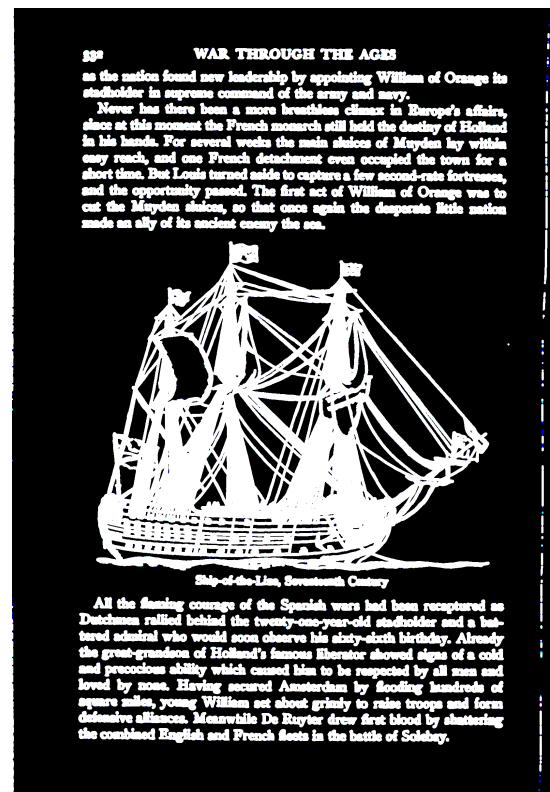 332 WAR THROUGH THE AGES
as the nation found new leadership by appointing William of Orange its
stadholder in supreme command of the army and navy.
Never has there been a more breathless climax in Europe's affairs,
since at this moment the French monarch still held the destiny of Holland
in his hands. For several weeks the main sluices of Muyden lay within
easy reach, and one French detachment even occupied the town for a
short time. But Louis turned aside to capture a few second-rate fortresses,
and the opportunity passed. The first act of William of Orange was to
cut the Muyden sluices, so that once again the desperate little nation
made an ally of its ancient enemy the sea.
Ship-of-the-Line, Seventeenth Century
All the flaming courage of the Spanish wars had been recaptured as
Dutchmen rallied behind the twenty-one-year-old stadholder and a bat-
tered admiral who would soon observe his sixty-sixth birthday. Already
the great-grandson of Holland's famous liberator showed signs of a cold
and precocious ability which caused him to be respected by all men and
loved by none. Having secured Amsterdam by flooding hundreds of
square miles, young William set about grimly to raise troops and form
defensive alliances. Meanwhile De Ruyter drew first blood by shattering
the combined English and French fleets in the battle of Solebay.